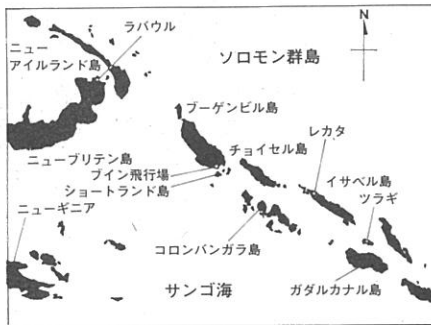 ラバウル
N
ニュー
アイルランド島
ソロモン群島
ブーゲンビル島
レカタ
チョイセル島
ニューブリテン島
ブイン飛行場
イサベル島
ショートランド島
ツラギ
ニューギニア
コロンバンガラ島
サンゴ海
ガダルカナル島